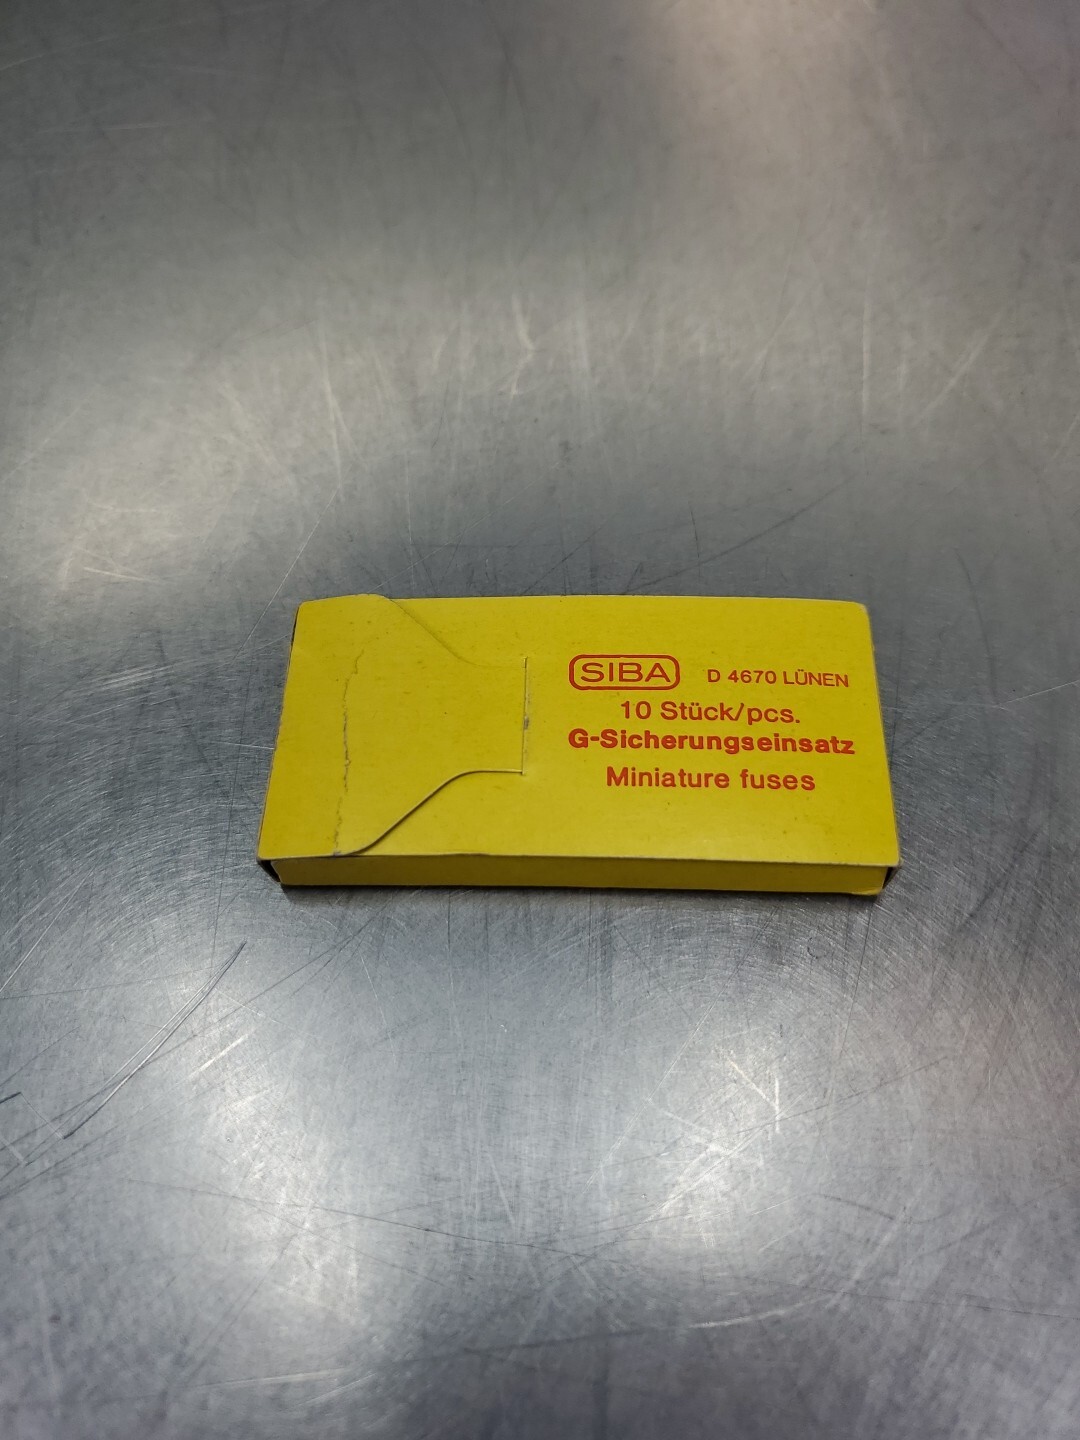 SIBA D 4670 LÜNEN
10 Stück/pcs.
G-Sicherungseinsatz
Miniature fuses